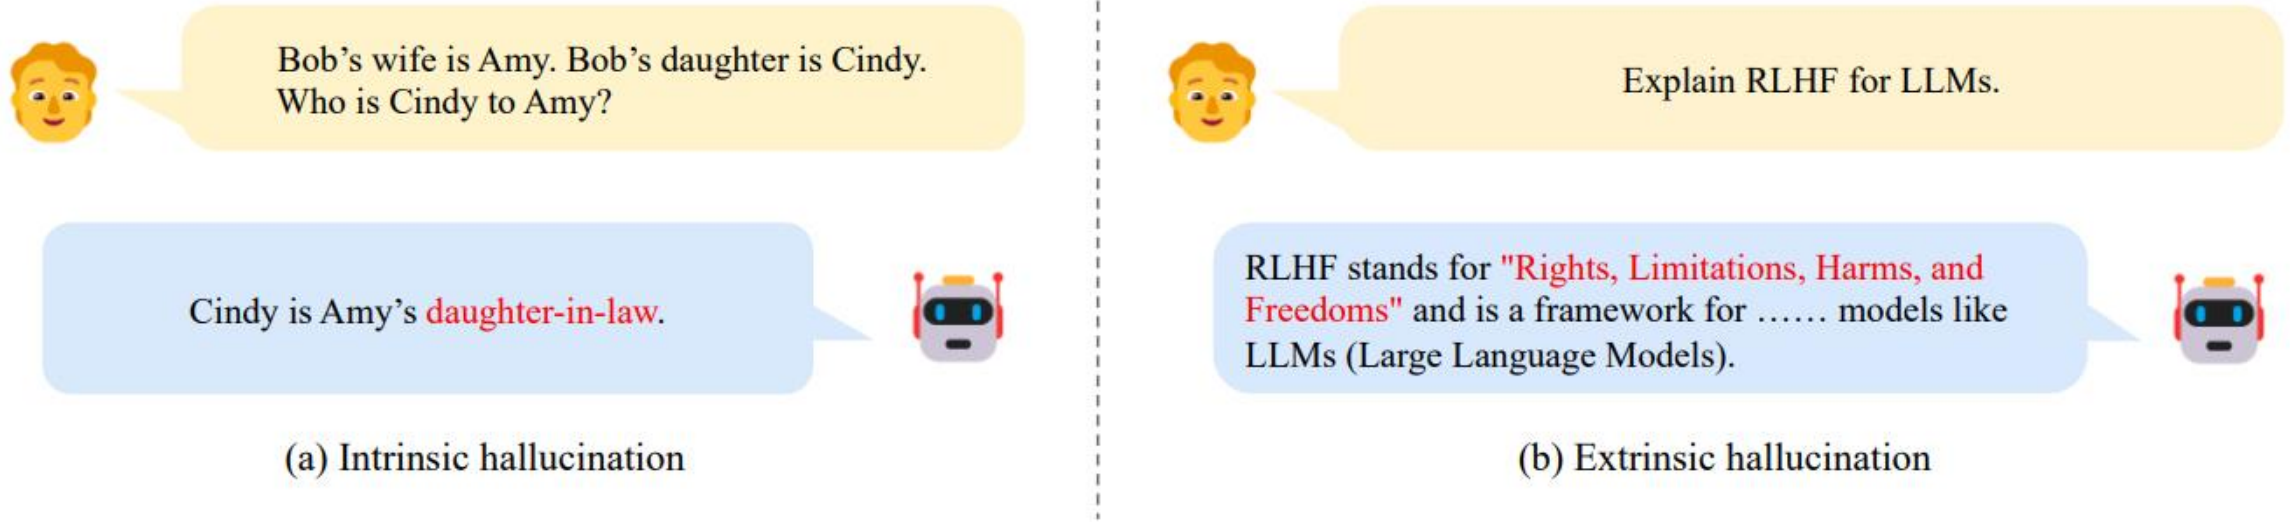 Bob’s wife is Amy. Bob’s daughter is Cindy.
Who is Cindy to Amy?
Cindy is Amy’s daughter-in-law.
(a) Intrinsic hallucination
Explain RLHF for LLMs.
RLHF stands for "Rights, Limitations, Harms, and
Freedoms" and is a framework for …… models like
LLMs (Large Language Models).
(b) Extrinsic hallucination